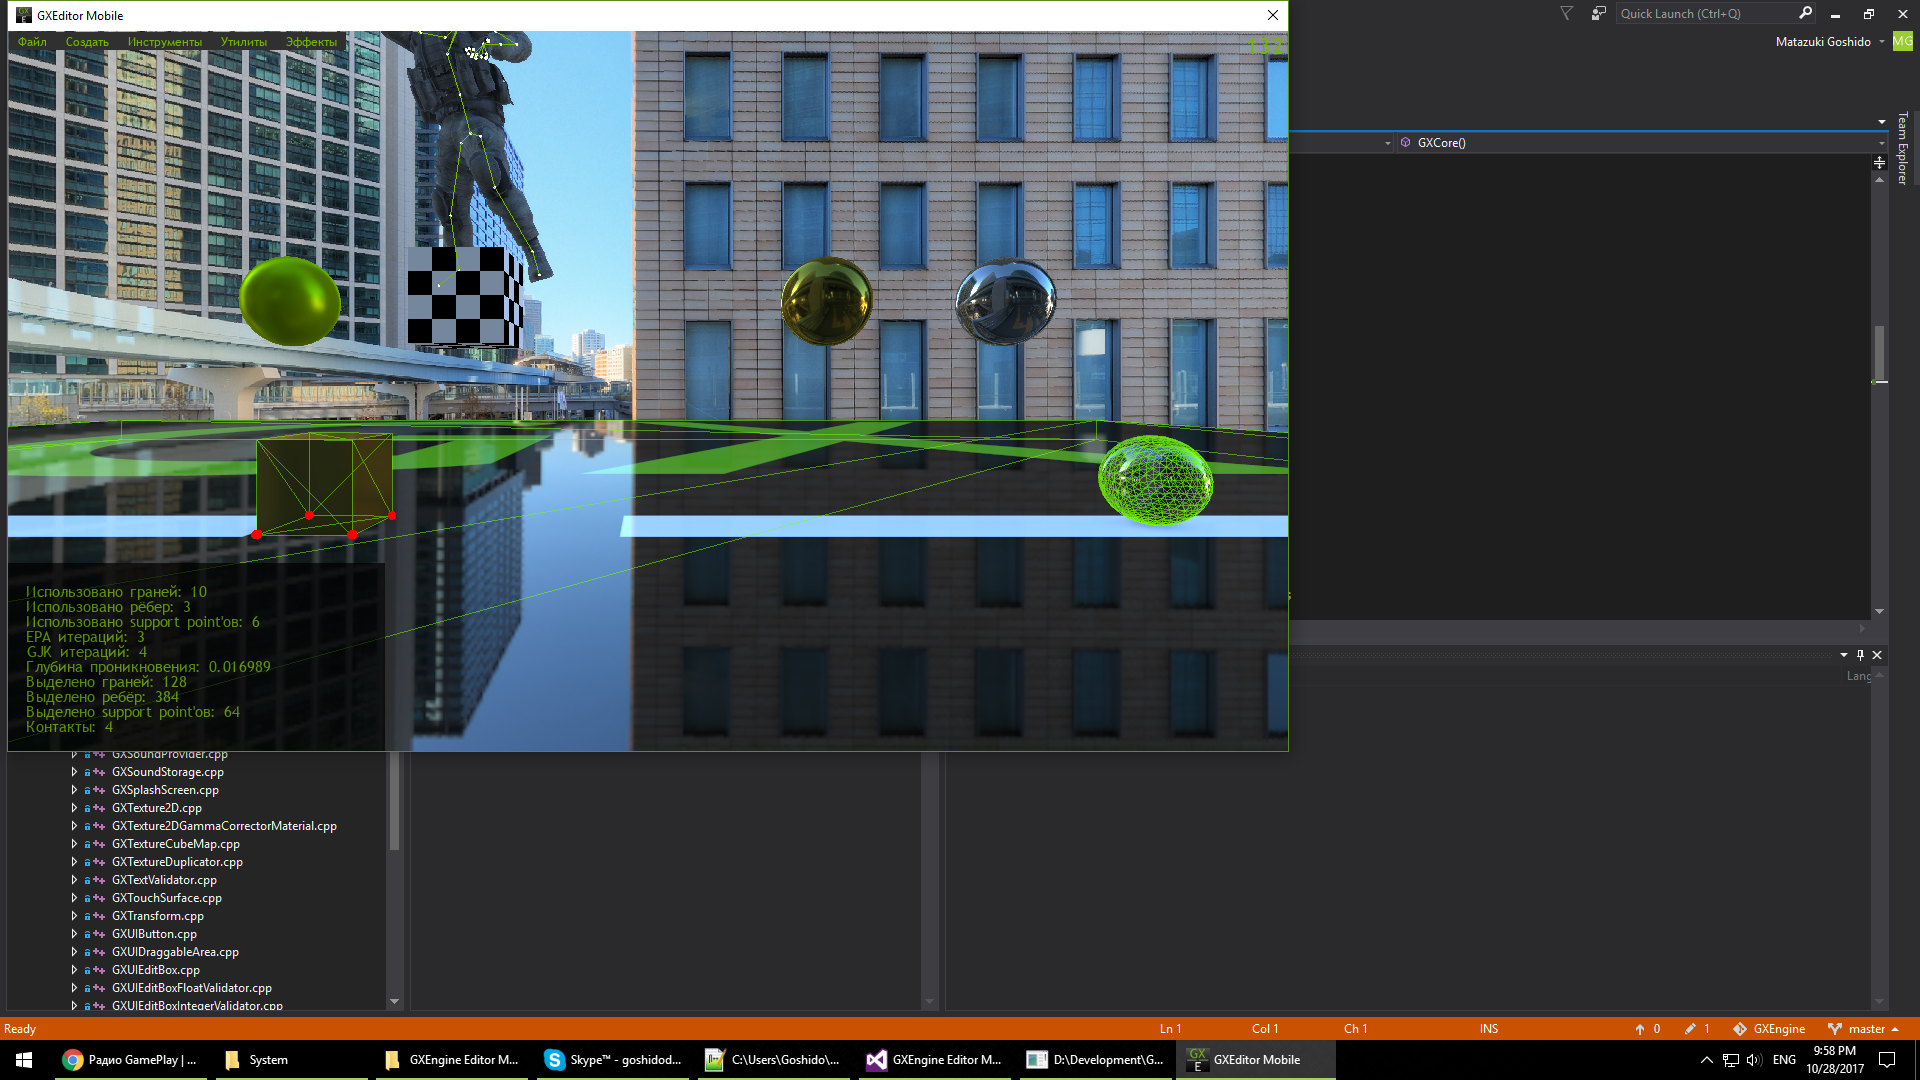 GXEditor Mobile
Файл Создать Инструменты Утилиты Эффекты
132
Quick Launch (Ctrl+Q)
Matazuki Goshido
MG
Team Explorer
GXCore()
Использовано граней: 10
Использовано рёбер: 3
Использовано support point'ов: 6
EPA итераций: 3
GJK итераций: 4
Глубина проникновения: 0.016989
Выделено граней: 128
Выделено ребёр: 384
Выделено support point'ов: 64
Контакты: 4
Lang
GXSoundProvider.cpp
GXSoundStorage.cpp
GXSplashScreen.cpp
GXTexture2D.cpp
GXTexture2DGammaCorrectorMaterial.cpp
GXTextureCubeMap.cpp
GXTextureDuplicator.cpp
GXTextValidator.cpp
GXTouchSurface.cpp
GXTransform.cpp
GXUIButton.cpp
GXUIDraggableArea.cpp
GXUIEditBox.cpp
GXUIEditBoxFloatValidator.cpp
GXUIEditBoxIntegerValidator.cpp
Ready Ln 1 Col 1 Ch 1 INS 0 1 GXEngine master
Радио GamePlay | ... System GXEngine Editor M... Skype™ - goshidod... C:\Users\Goshido\... GXEngine Editor M... D:\Development\G... GXEditor Mobile ENG 9:58 PM
10/28/2017